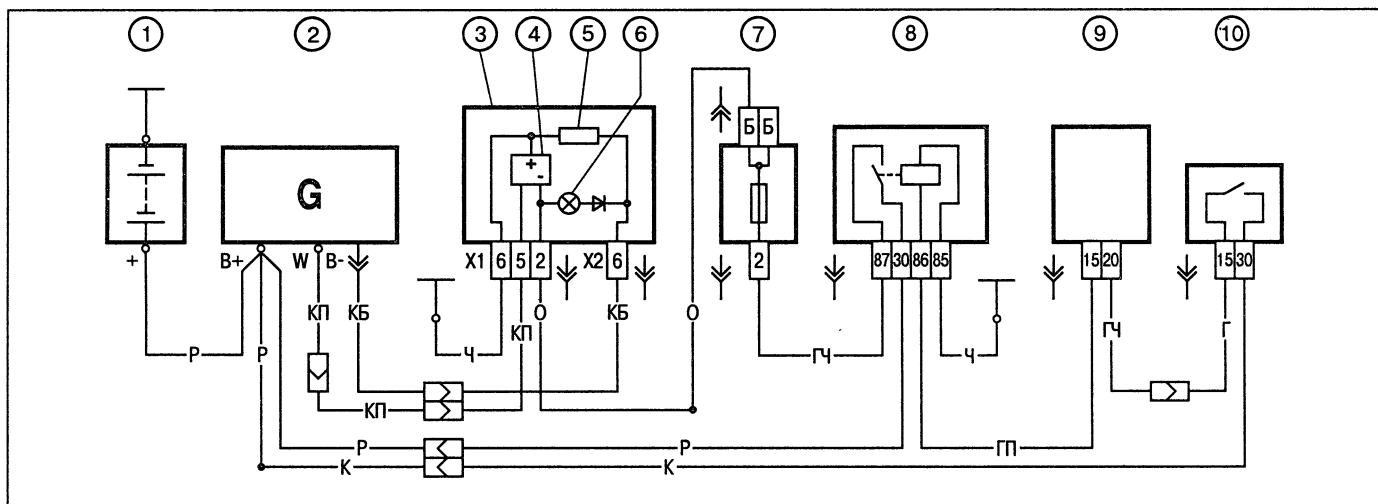 1 2 3 4 5 6 7 8 9 10
Б Б
G
+ В+ W В- X1 6 5 2 X2 6 2 87 30 86 85 15 20 15 30
КП КБ КП О КБ О ГЧ Г
Р Р Ч ГЧ Ч
КП
Р Р ГП
К К
+
-